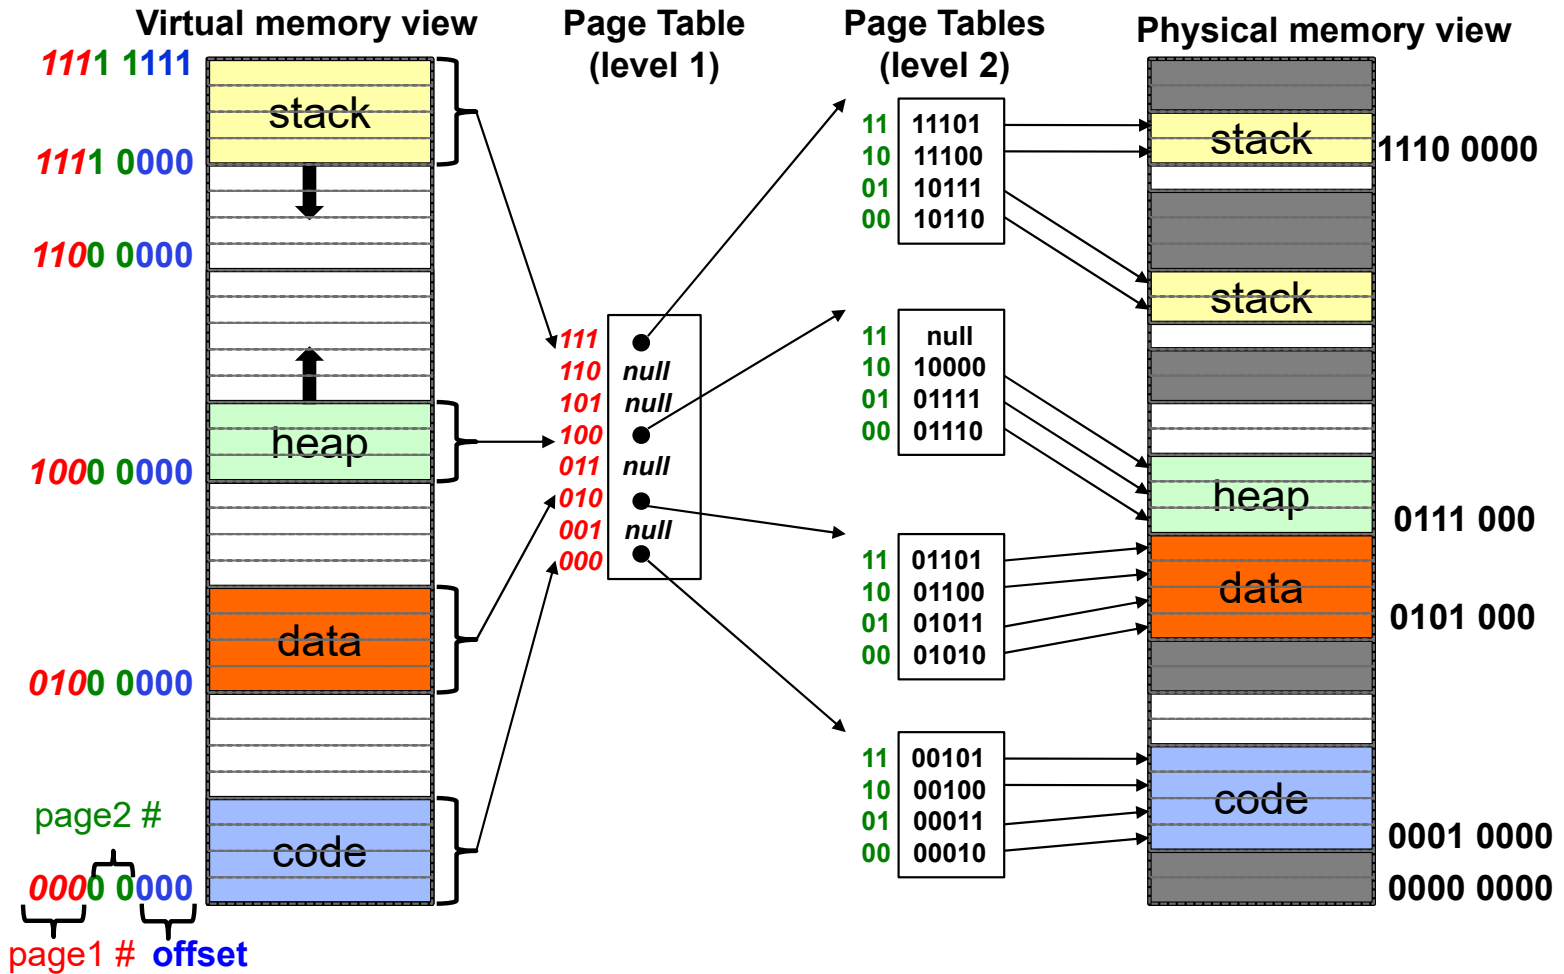 Virtual memory view
1111 1111
stack
1111 0000
1100 0000
heap
1000 0000
data
0100 0000
page2 #
code
0000 0000
page1 # offset
Page Table
(level 1)
111
110 null
101 null
100
011 null
010
001 null
000
Page Tables
(level 2)
11 11101
10 11100
01 10111
00 10110
11 null
10 10000
01 01111
00 01110
11 01101
10 01100
01 01011
00 01010
11 00101
10 00100
01 00011
00 00010
Physical memory view
stack
1110 0000
stack
heap
0111 000
data
0101 000
code
0001 0000
0000 0000